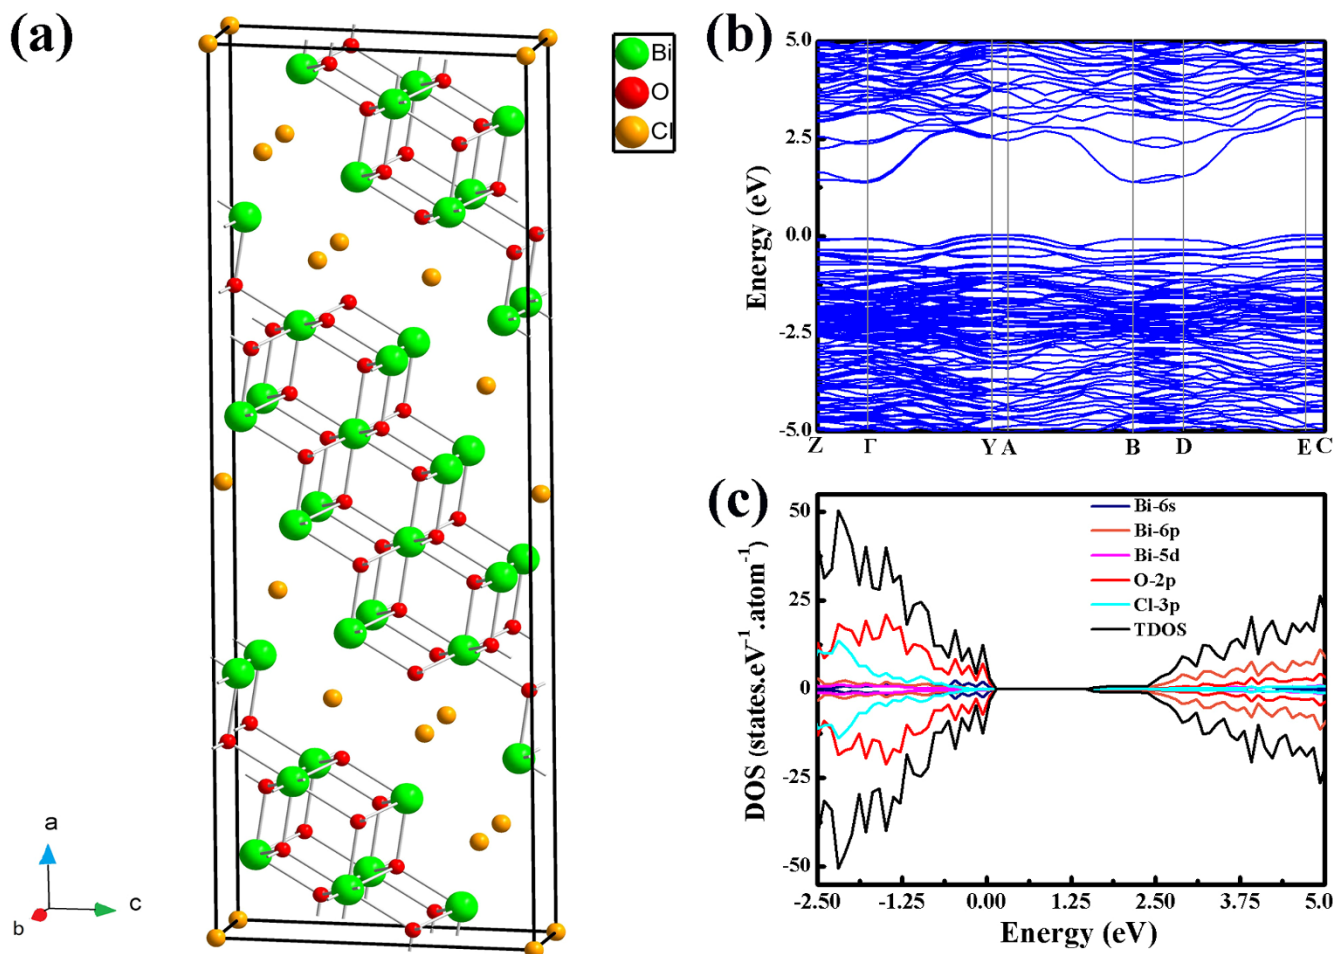 (a)
Bi
O
Cl
a
b
c
(b)
Energy (eV)
5.0
2.5
0.0
-2.5
-5.0
Z Γ Y A B D E C
(c)
DOS (states.eV⁻¹.atom⁻¹)
50
25
0
-25
-50
Bi-6s
Bi-6p
Bi-5d
O-2p
Cl-3p
TDOS
-2.50 -1.25 0.00 1.25 2.50 3.75 5.0
Energy (eV)